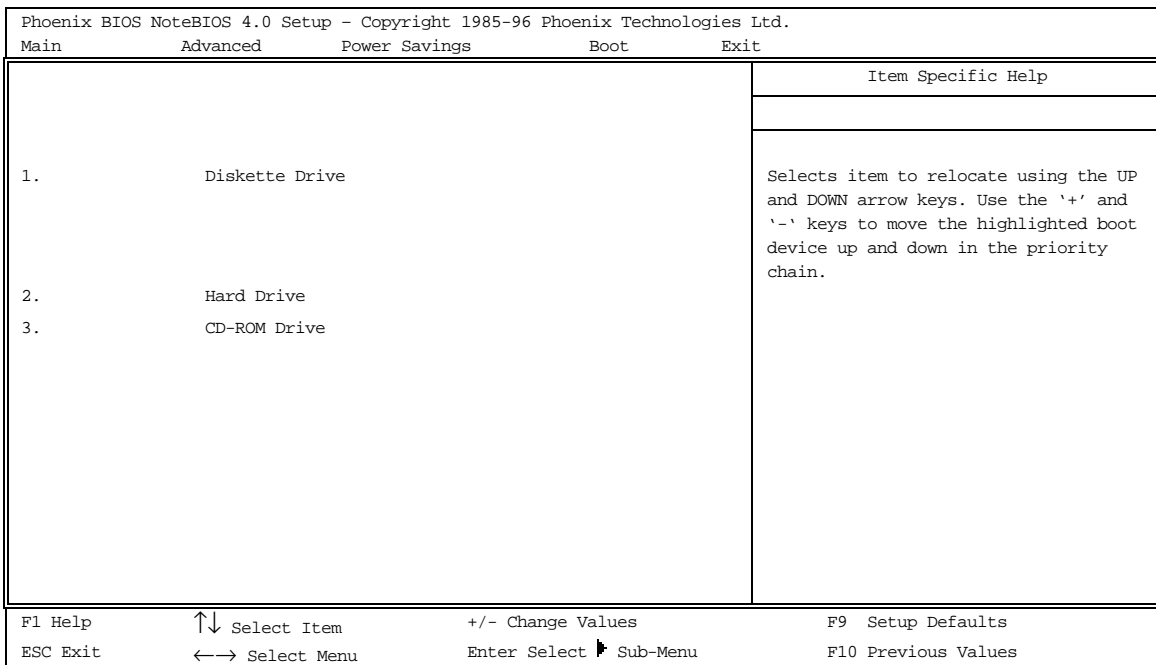 Phoenix BIOS NoteBIOS 4.0 Setup – Copyright 1985-96 Phoenix Technologies Ltd.
Main Advanced Power Savings Boot Exit
Item Specific Help
1. Diskette Drive
2. Hard Drive
3. CD-ROM Drive
Selects item to relocate using the UP
and DOWN arrow keys. Use the ‘+’ and
‘-‘ keys to move the highlighted boot
device up and down in the priority
chain.
F1 Help ↑↓ Select Item +/- Change Values F9 Setup Defaults
ESC Exit ←→ Select Menu Enter Select Sub-Menu F10 Previous Values